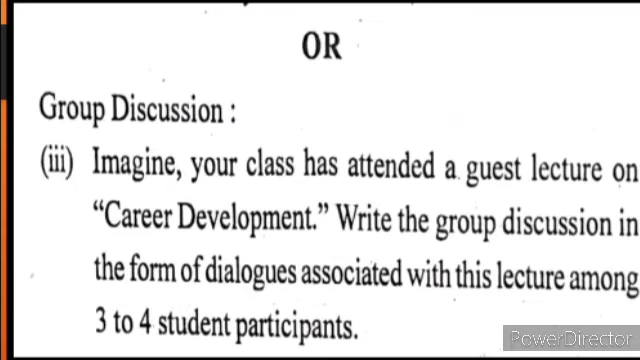 OR
Group Discussion :
(iii) Imagine, your class has attended a guest lecture on
“Career Development.” Write the group discussion in
the form of dialogues associated with this lecture among
3 to 4 student participants.
PowerDirector